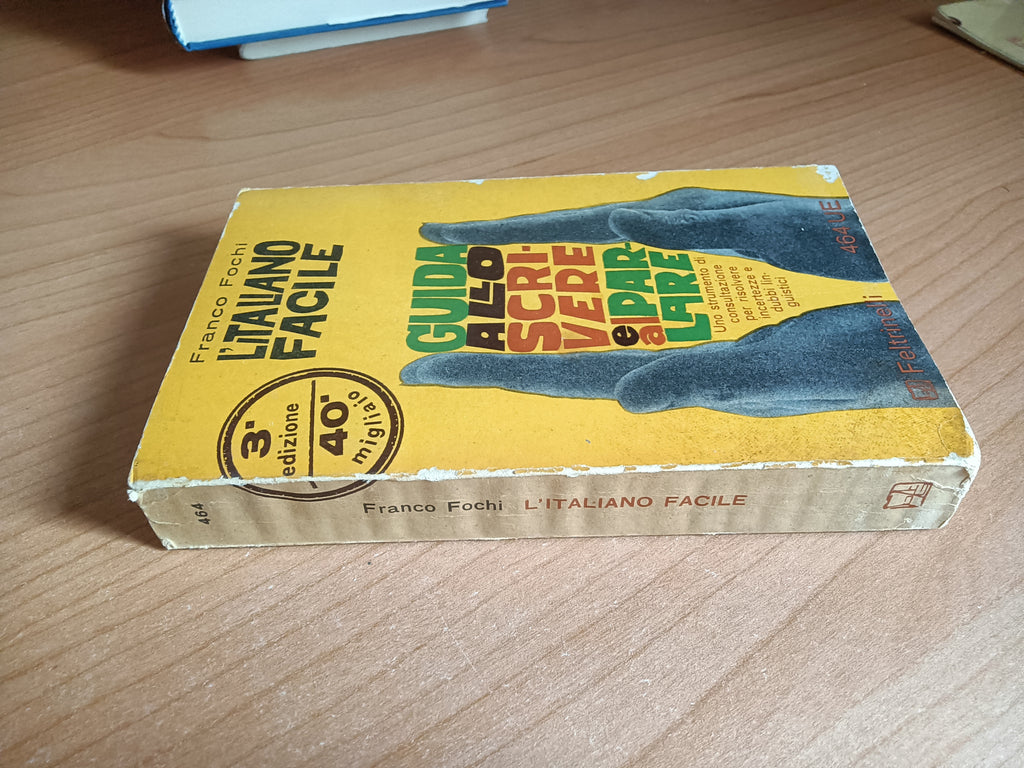 Franco Fochi
L'ITALIANO
FACILE
3ª
edizione
40°
migliaio
GUIDA
ALLO
SCRI-
VERE
e PAR-
al LARE
Uno strumento di
consultazione
per risolvere
incertezze e
dubbi lin-
guistici
464 UE
Feltrinelli
464
Franco Fochi L'ITALIANO FACILE